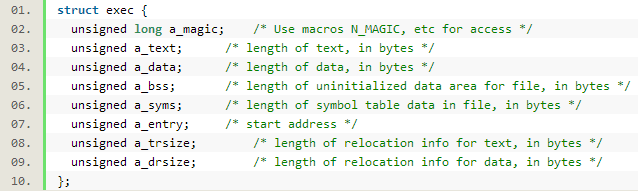 01. struct exec {
02. unsigned long a_magic; /* Use macros N_MAGIC, etc for access */
03. unsigned a_text; /* length of text, in bytes */
04. unsigned a_data; /* length of data, in bytes */
05. unsigned a_bss; /* length of uninitialized data area for file, in bytes */
06. unsigned a_syms; /* length of symbol table data in file, in bytes */
07. unsigned a_entry; /* start address */
08. unsigned a_trsize; /* length of relocation info for text, in bytes */
09. unsigned a_drsize; /* length of relocation info for data, in bytes */
10. };